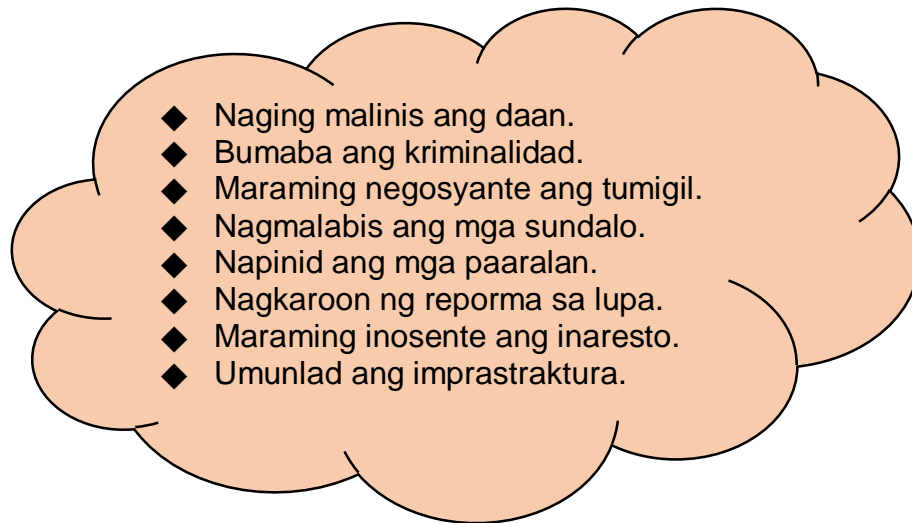 ◆ Naging malinis ang daan.
◆ Bumaba ang kriminalidad.
◆ Maraming negosyante ang tumigil.
◆ Nagmalabis ang mga sundalo.
◆ Napinid ang mga paaralan.
◆ Nagkaroon ng reporma sa lupa.
◆ Maraming inosente ang inaresto.
◆ Umunlad ang imprastraktura.